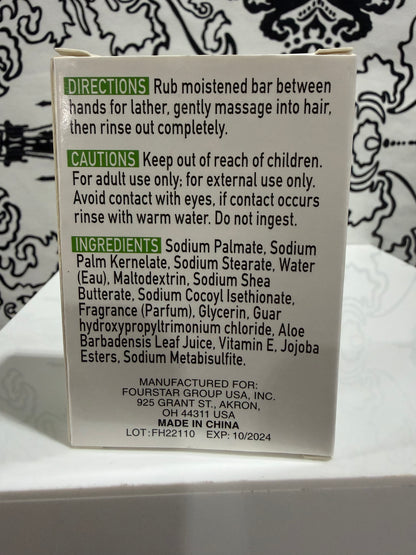 DIRECTIONS Rub moistened bar between
hands for lather, gently massage into hair,
then rinse out completely.
CAUTIONS Keep out of reach of children.
For adult use only; for external use only.
Avoid contact with eyes, if contact occurs
rinse with warm water. Do not ingest.
INGREDIENTS Sodium Palmate, Sodium
Palm Kernelate, Sodium Stearate, Water
(Eau), Maltodextrin, Sodium Shea
Butterate, Sodium Cocoyl Isethionate,
Fragrance (Parfum), Glycerin, Guar
hydroxypropyltrimonium chloride, Aloe
Barbadensis Leaf Juice, Vitamin E, Jojoba
Esters, Sodium Metabisulfite.
MANUFACTURED FOR:
FOURSTAR GROUP USA, INC.
925 GRANT ST., AKRON,
OH 44311 USA
MADE IN CHINA
LOT:FH22110 EXP: 10/2024